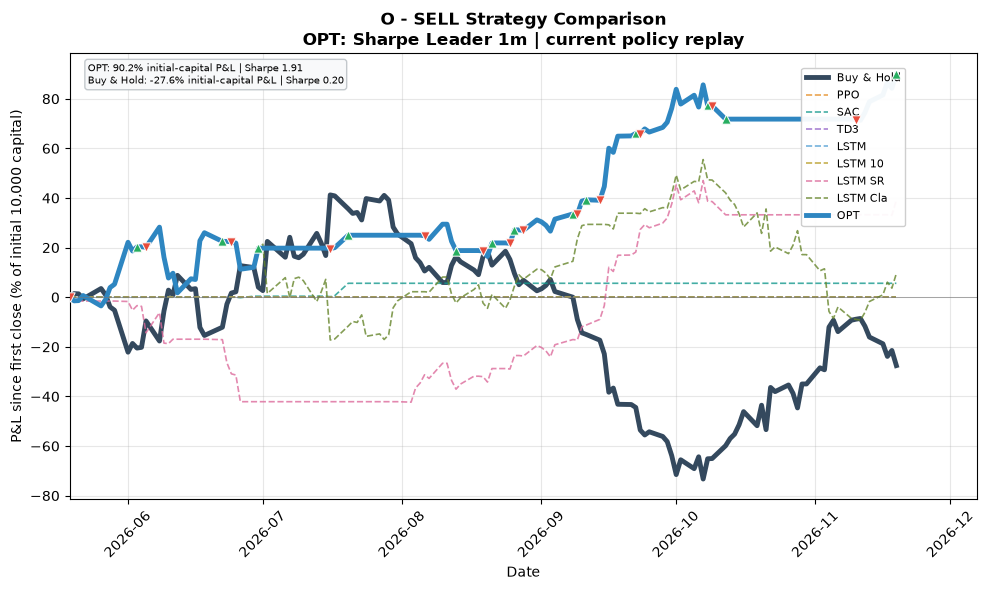 O - SELL Strategy Comparison
OPT: Sharpe Leader 1m | current policy replay
OPT: 90.2% initial-capital P&L | Sharpe 1.91
Buy & Hold: -27.6% initial-capital P&L | Sharpe 0.20
Buy & Hold
PPO
SAC
TD3
LSTM
LSTM 10
LSTM SR
LSTM Cla
OPT
P&L since first close (% of initial 10,000 capital)
80
60
40
20
0
−20
−40
−60
−80
2026-06
2026-07
2026-08
2026-09
2026-10
2026-11
2026-12
Date